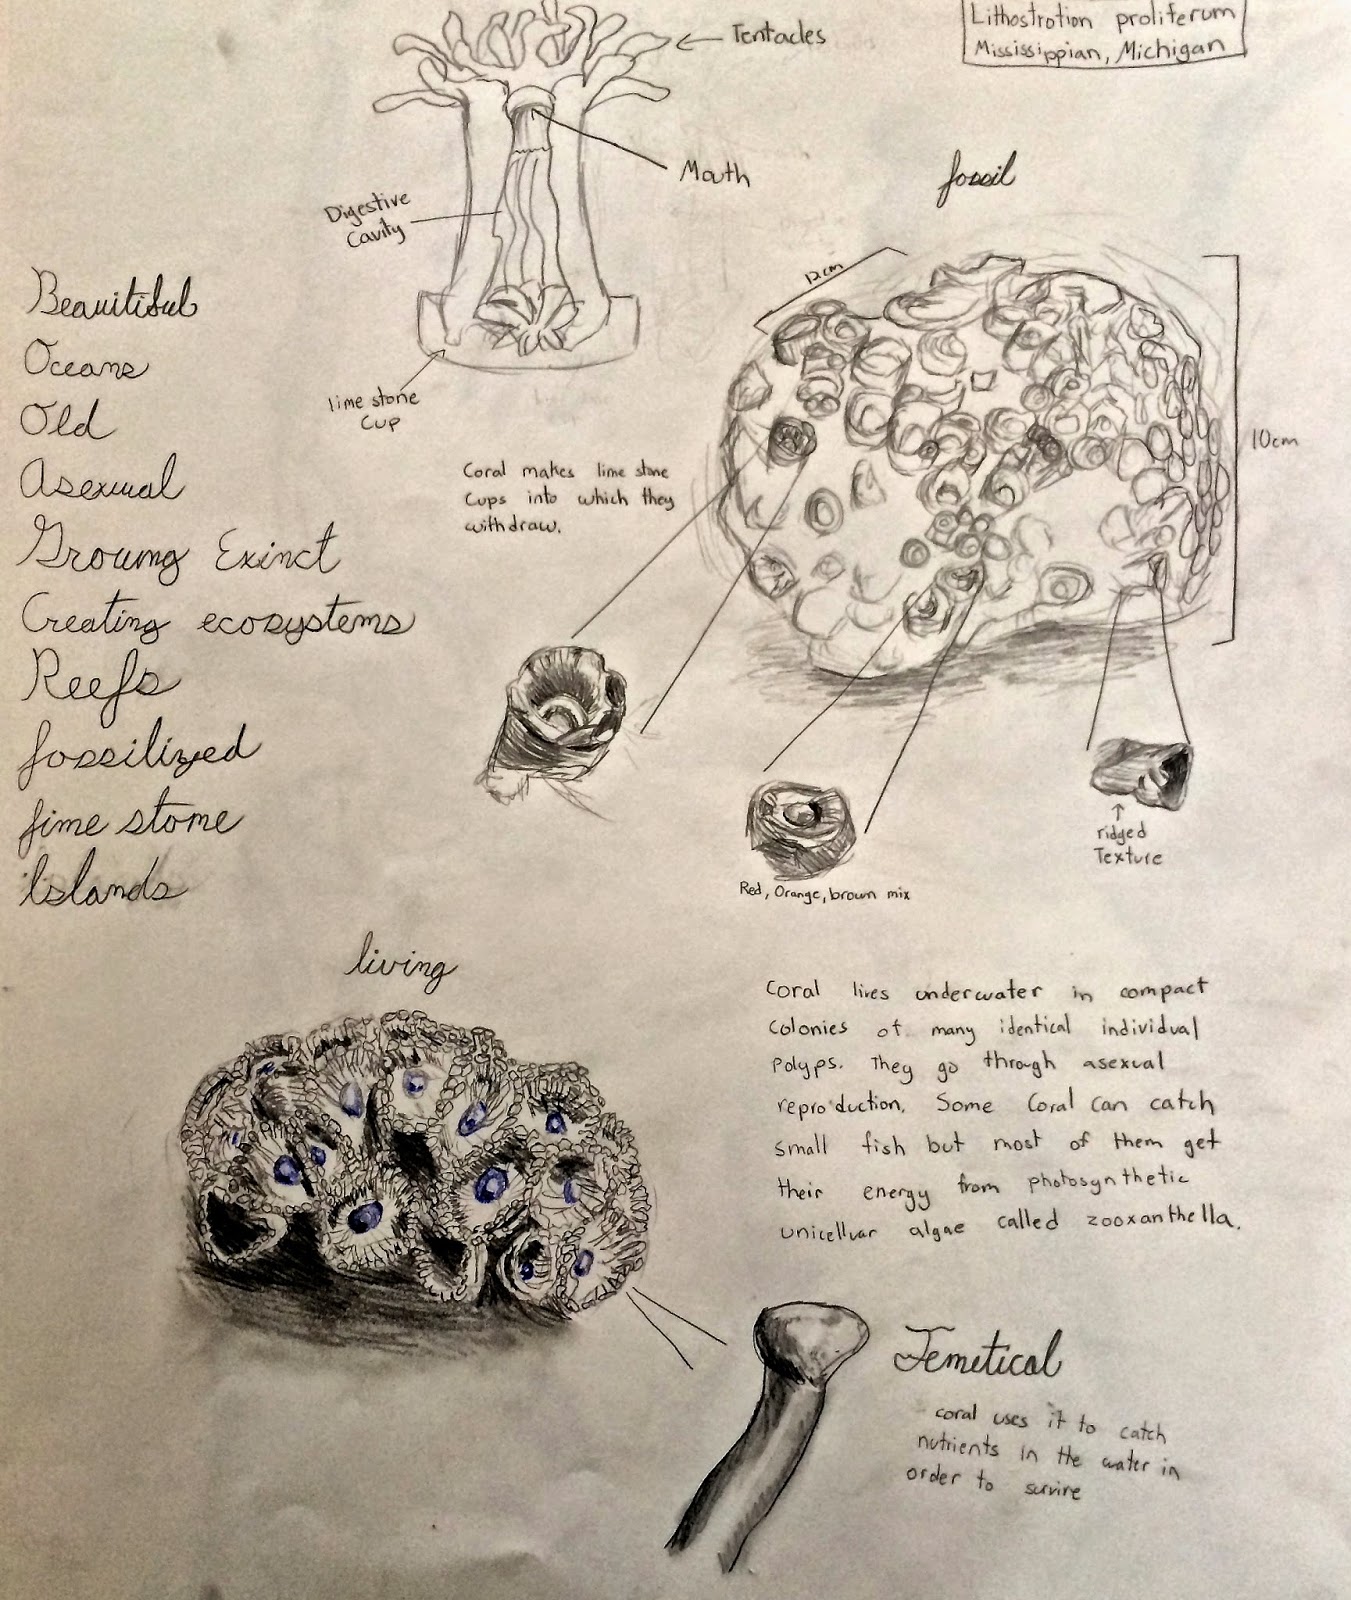 Lithostrotion proliferum
Mississippian, Michigan
Tentacles
Mouth
Digestive
Cavity
lime stone
Cup
fossil
12cm
10cm
Beauitiful
Oceans
Old
Asexual
Growing Exinct
Creating ecosystems
Reefs
fossilized
lime stone
Islands
Coral makes lime stone
Cups into which they
withdraw.
Red, Orange, brown mix
ridged
Texture
living
Coral lives underwater in compact
Colonies of many identical individual
Polyps. They go through asexual
reproduction. Some Coral can catch
small fish but most of them get
their energy from photosynthetic
unicelluar algae called zooxanthella.
Temetical
coral uses it to catch
nutrients in the water in
order to survive